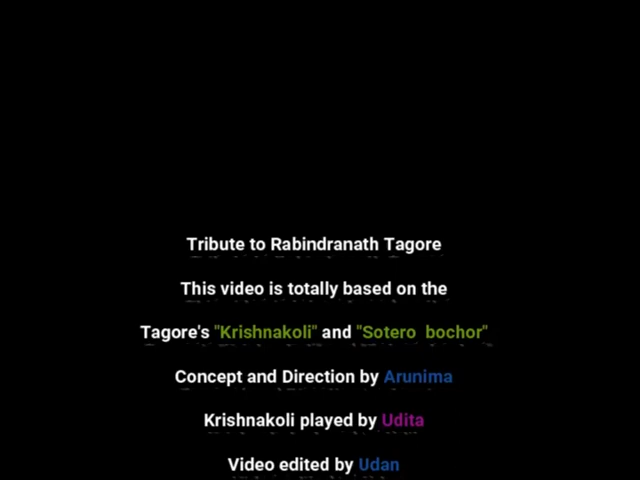 Tribute to Rabindranath Tagore
This video is totally based on the
Tagore's "Krishnakoli" and "Sotero bochor"
Concept and Direction by Arunima
Krishnakoli played by Udita
Video edited by Udan